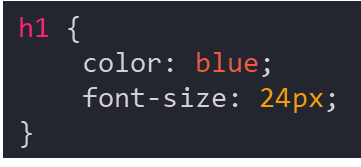 h1 {
    color: blue;
    font-size: 24px;
}